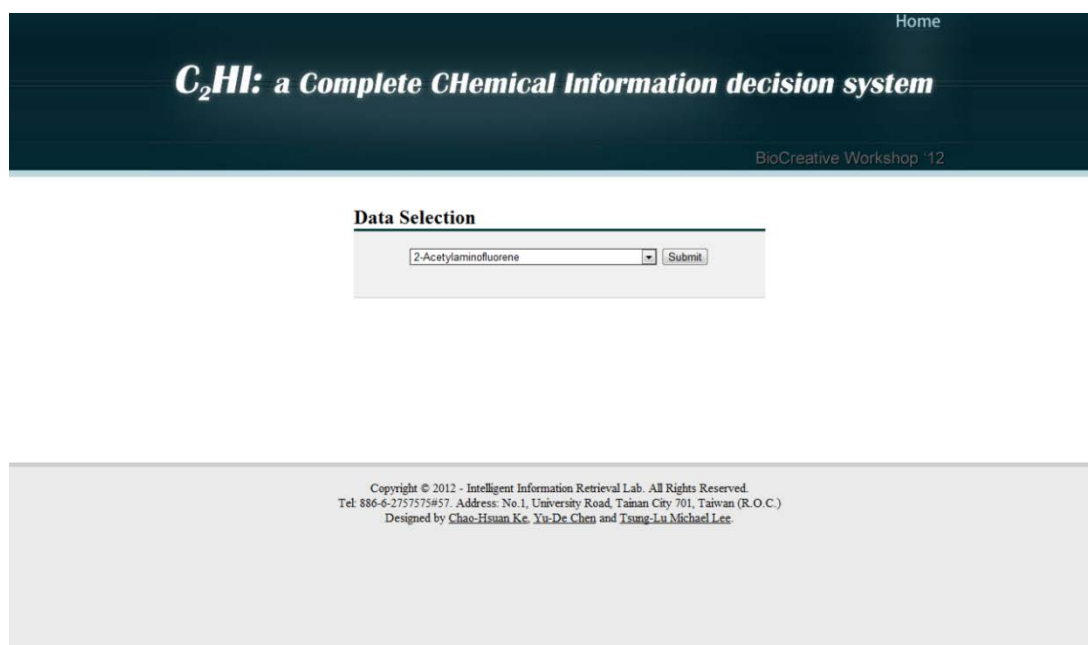 Home
C₂HI: a Complete CHemical Information decision system
BioCreative Workshop '12
Data Selection
2-Acetylaminofluorene Submit
Copyright © 2012 - Intelligent Information Retrieval Lab. All Rights Reserved.
Tel: 886-6-2757575#57. Address: No.1, University Road, Tainan City 701, Taiwan (R.O.C.)
Designed by Chao-Hsuan Ke, Yu-De Chen and Tsung-Lu Michael Lee.